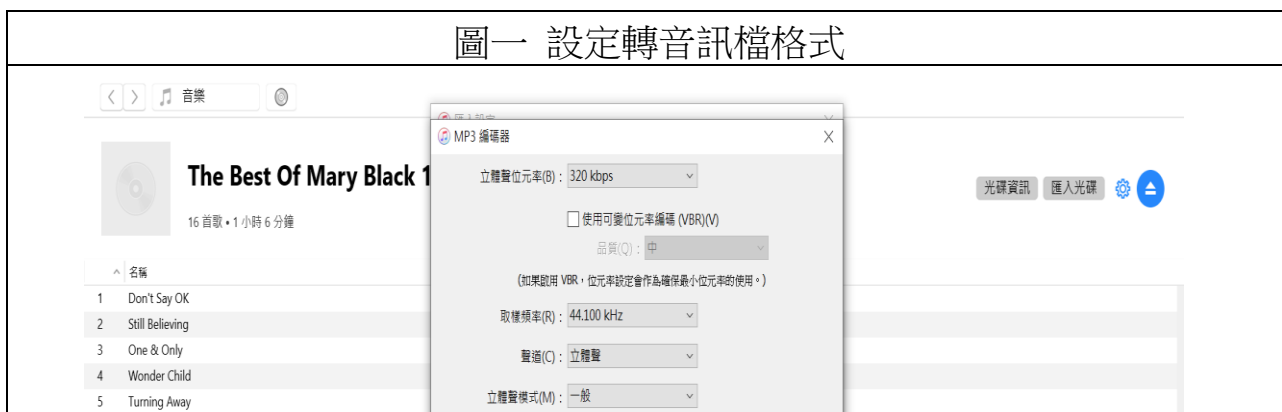 圖一 設定轉音訊檔格式
音樂
匯入設定
MP3 編碼器
The Best Of Mary Black 1
16 首歌 • 1 小時 6 分鐘
立體聲位元率(B)： 320 kbps
光碟資訊 匯入光碟
使用可變位元率編碼 (VBR)(V)
品質(Q)： 中
(如果啟用 VBR，位元率設定會作為確保最小位元率的使用。)
名稱
1 Don't Say OK
取樣頻率(R)： 44.100 kHz
2 Still Believing
3 One & Only
聲道(C)： 立體聲
4 Wonder Child
5 Turning Away
立體聲模式(M)： 一般